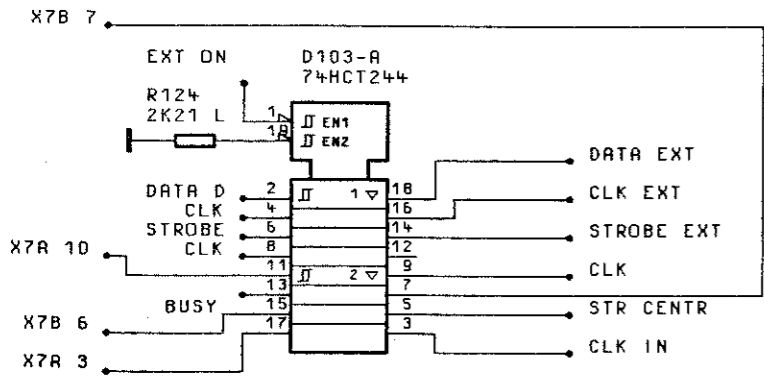 X7B 7
EXT ON
D103-A
74HCT244
R124
2K21 L
1
EN1
19
EN2
DATA EXT
DATA D
2
1
18
CLK
4
16
CLK EXT
STROBE
6
14
STROBE EXT
CLK
8
12
X7A 10
11
2
9
CLK
13
7
BUSY
15
5
STR CENTR
X7B 6
17
3
CLK IN
X7A 3